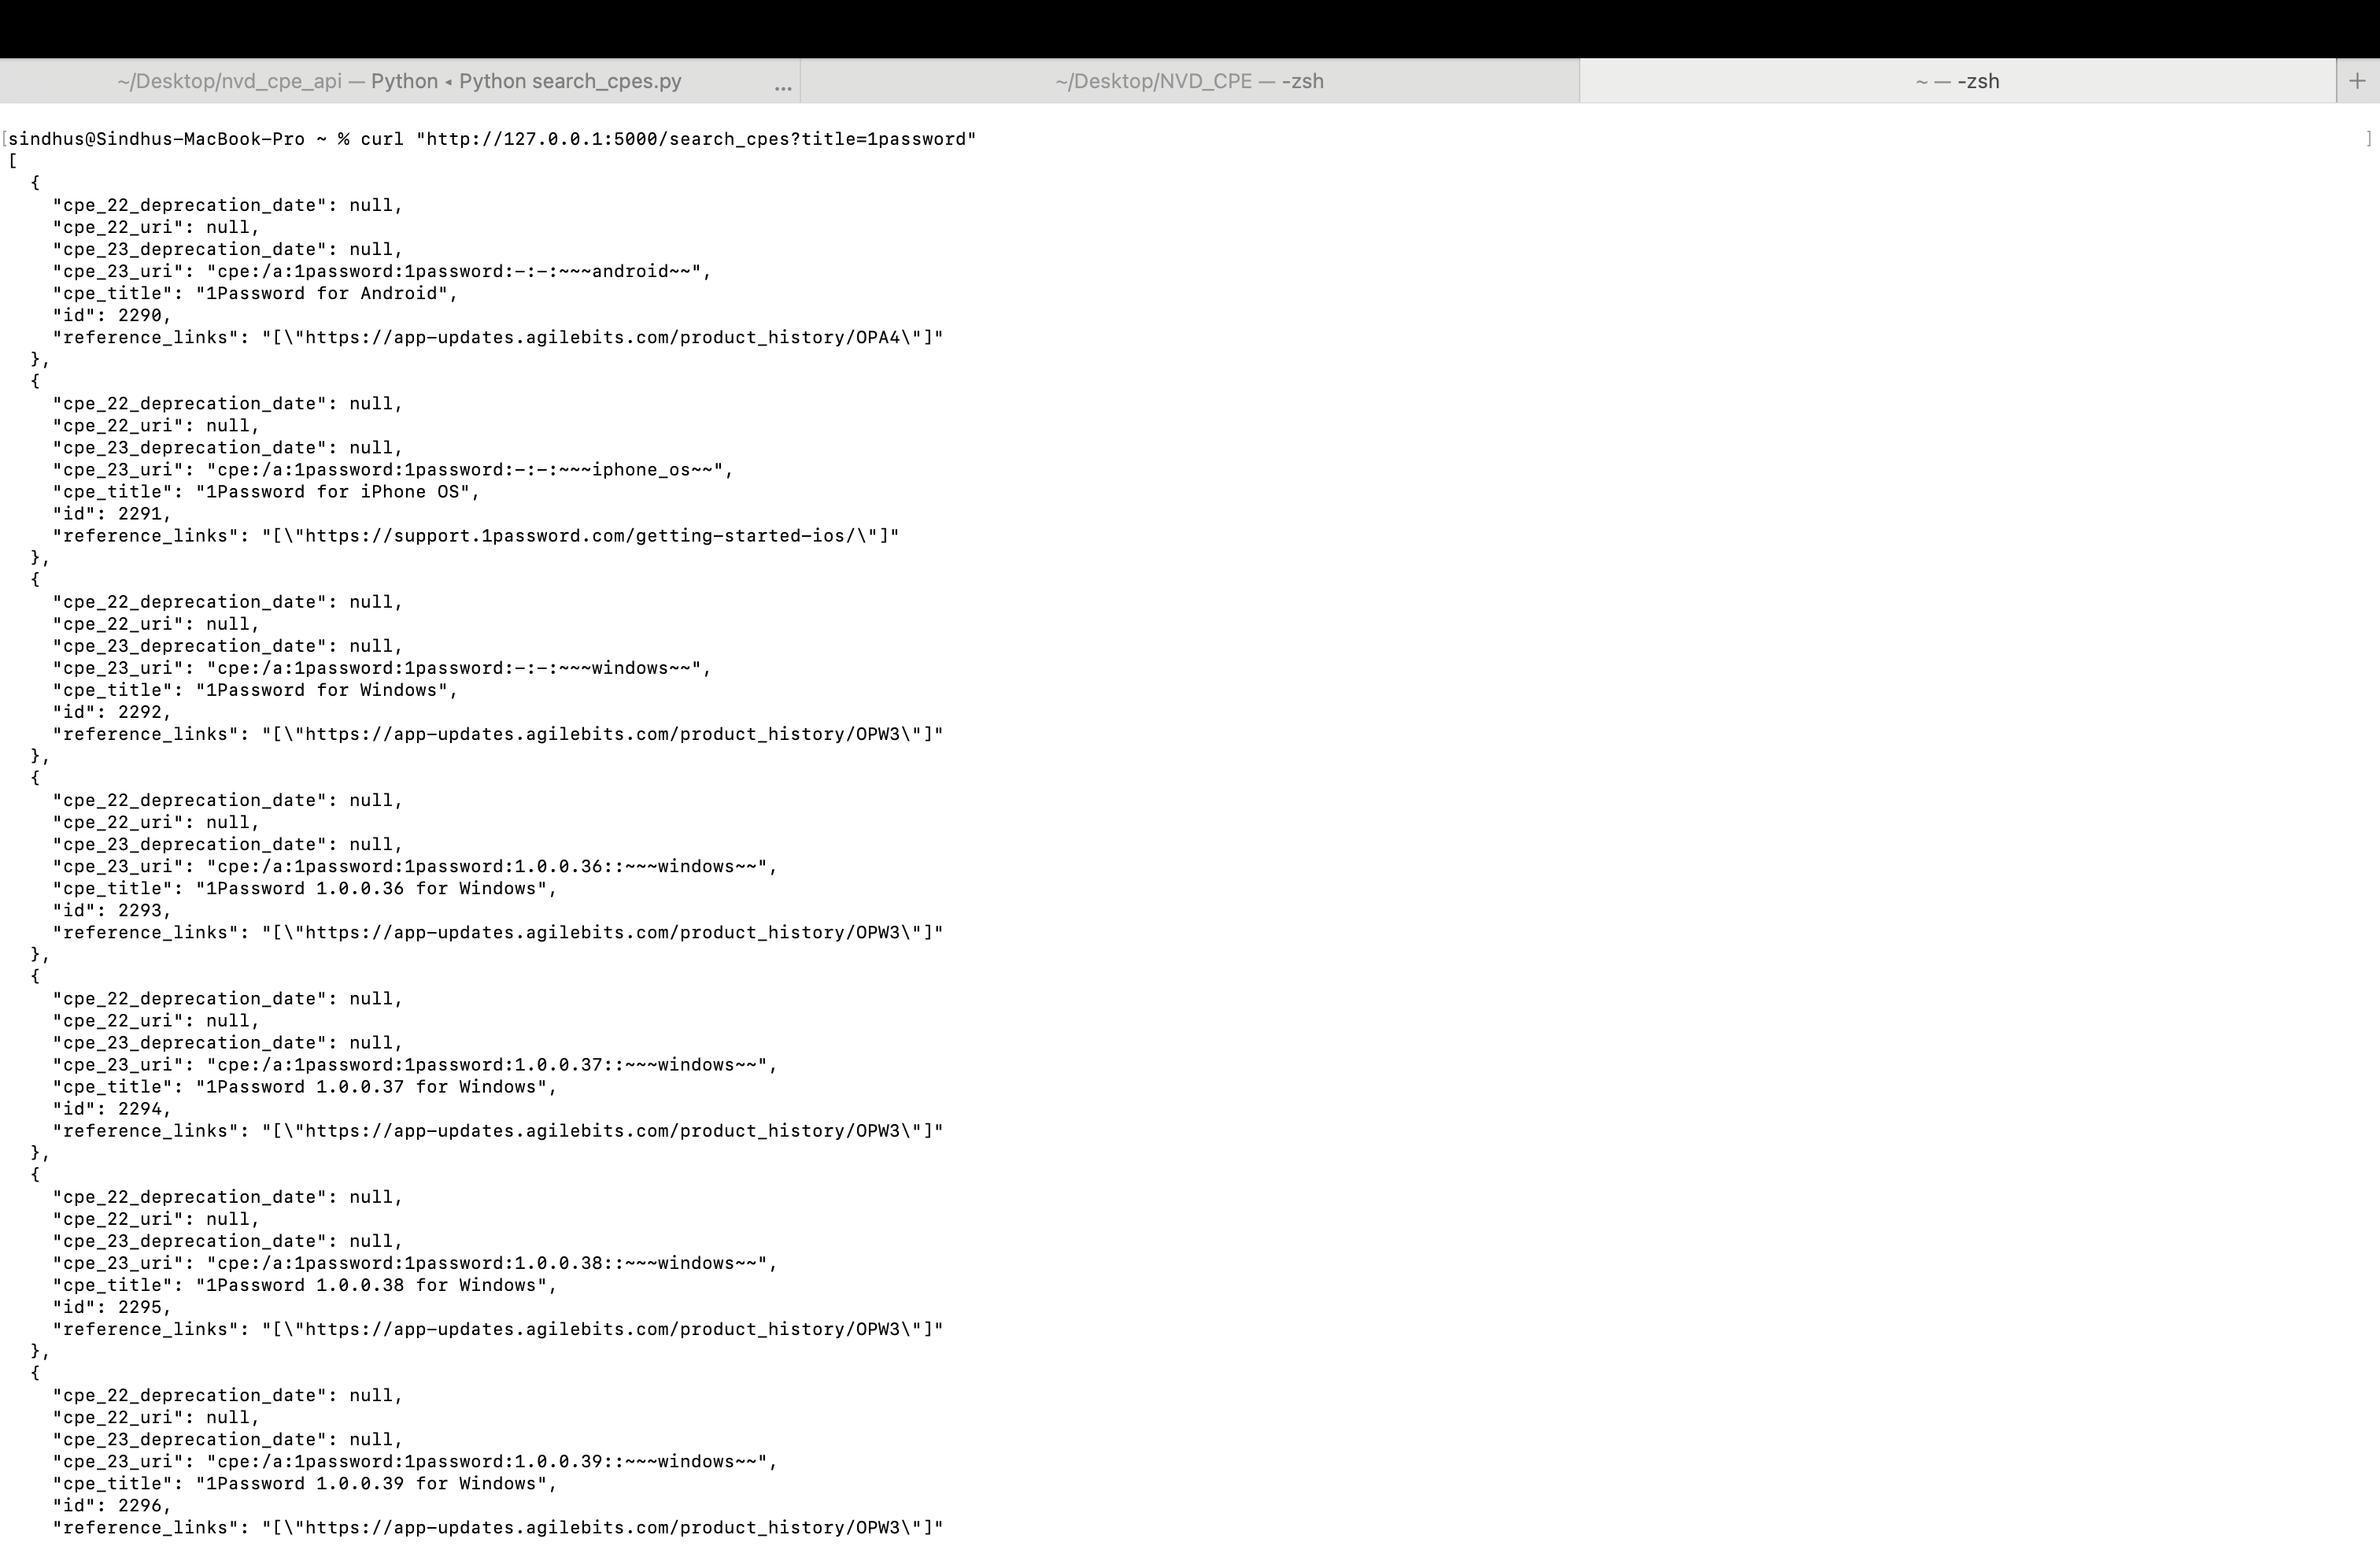 ~/Desktop/nvd_cpe_api — Python ◂ Python search_cpes.py ...
~/Desktop/NVD_CPE — -zsh
~ — -zsh
+
[sindhus@Sindhus-MacBook-Pro ~ % curl "http://127.0.0.1:5000/search_cpes?title=1password" ]
[
  {
    "cpe_22_deprecation_date": null,
    "cpe_22_uri": null,
    "cpe_23_deprecation_date": null,
    "cpe_23_uri": "cpe:/a:1password:1password:-:-:~~~android~~",
    "cpe_title": "1Password for Android",
    "id": 2290,
    "reference_links": "[\"https://app-updates.agilebits.com/product_history/OPA4\"]"
  },
  {
    "cpe_22_deprecation_date": null,
    "cpe_22_uri": null,
    "cpe_23_deprecation_date": null,
    "cpe_23_uri": "cpe:/a:1password:1password:-:-:~~~iphone_os~~",
    "cpe_title": "1Password for iPhone OS",
    "id": 2291,
    "reference_links": "[\"https://support.1password.com/getting-started-ios/\"]"
  },
  {
    "cpe_22_deprecation_date": null,
    "cpe_22_uri": null,
    "cpe_23_deprecation_date": null,
    "cpe_23_uri": "cpe:/a:1password:1password:-:-:~~~windows~~",
    "cpe_title": "1Password for Windows",
    "id": 2292,
    "reference_links": "[\"https://app-updates.agilebits.com/product_history/OPW3\"]"
  },
  {
    "cpe_22_deprecation_date": null,
    "cpe_22_uri": null,
    "cpe_23_deprecation_date": null,
    "cpe_23_uri": "cpe:/a:1password:1password:1.0.0.36::~~~windows~~",
    "cpe_title": "1Password 1.0.0.36 for Windows",
    "id": 2293,
    "reference_links": "[\"https://app-updates.agilebits.com/product_history/OPW3\"]"
  },
  {
    "cpe_22_deprecation_date": null,
    "cpe_22_uri": null,
    "cpe_23_deprecation_date": null,
    "cpe_23_uri": "cpe:/a:1password:1password:1.0.0.37::~~~windows~~",
    "cpe_title": "1Password 1.0.0.37 for Windows",
    "id": 2294,
    "reference_links": "[\"https://app-updates.agilebits.com/product_history/OPW3\"]"
  },
  {
    "cpe_22_deprecation_date": null,
    "cpe_22_uri": null,
    "cpe_23_deprecation_date": null,
    "cpe_23_uri": "cpe:/a:1password:1password:1.0.0.38::~~~windows~~",
    "cpe_title": "1Password 1.0.0.38 for Windows",
    "id": 2295,
    "reference_links": "[\"https://app-updates.agilebits.com/product_history/OPW3\"]"
  },
  {
    "cpe_22_deprecation_date": null,
    "cpe_22_uri": null,
    "cpe_23_deprecation_date": null,
    "cpe_23_uri": "cpe:/a:1password:1password:1.0.0.39::~~~windows~~",
    "cpe_title": "1Password 1.0.0.39 for Windows",
    "id": 2296,
    "reference_links": "[\"https://app-updates.agilebits.com/product_history/OPW3\"]"